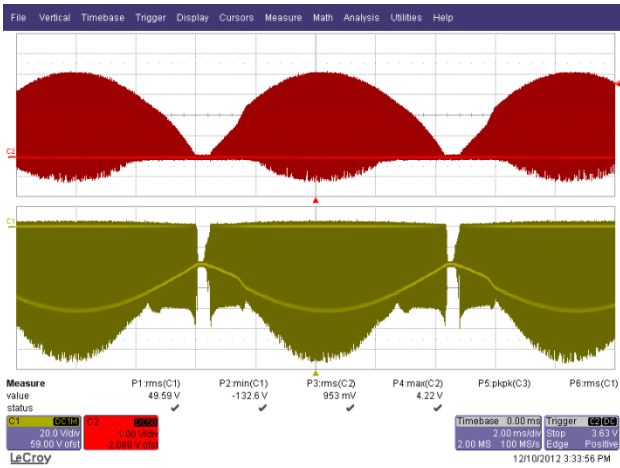 File Vertical Timebase Trigger Display Cursors Measure Math Analysis Utilities Help
C2
C1
Measure P1:rms(C1) P2:min(C1) P3:rms(C2) P4:max(C2) P5:pkpk(C3) P6:rms(C1)
value 49.59 V -132.6 V 953 mV 4.22 V
status
C1 DC1M C2 DC50 Timebase 0.00 ms Trigger C2 DC
20.0 V/div 1.00 V/div 2.00 ms/div Stop 3.63 V
59.00 V ofst -2.080 V ofst 2.00 MS 100 MS/s Edge Positive
LeCroy 12/10/2012 3:33:56 PM